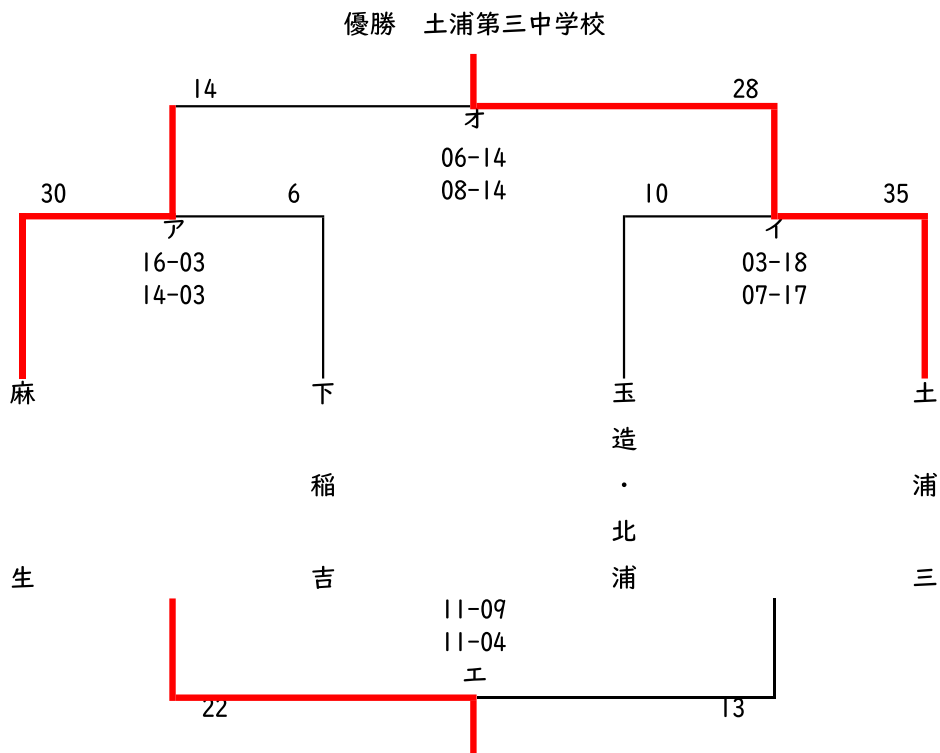 優勝　土浦第三中学校
14
28
オ
06-14
08-14
30
6
10
35
ア
16-03
14-03
イ
03-18
07-17
麻生
下稲吉
玉造・北浦
土浦三
11-09
11-04
エ
22
13